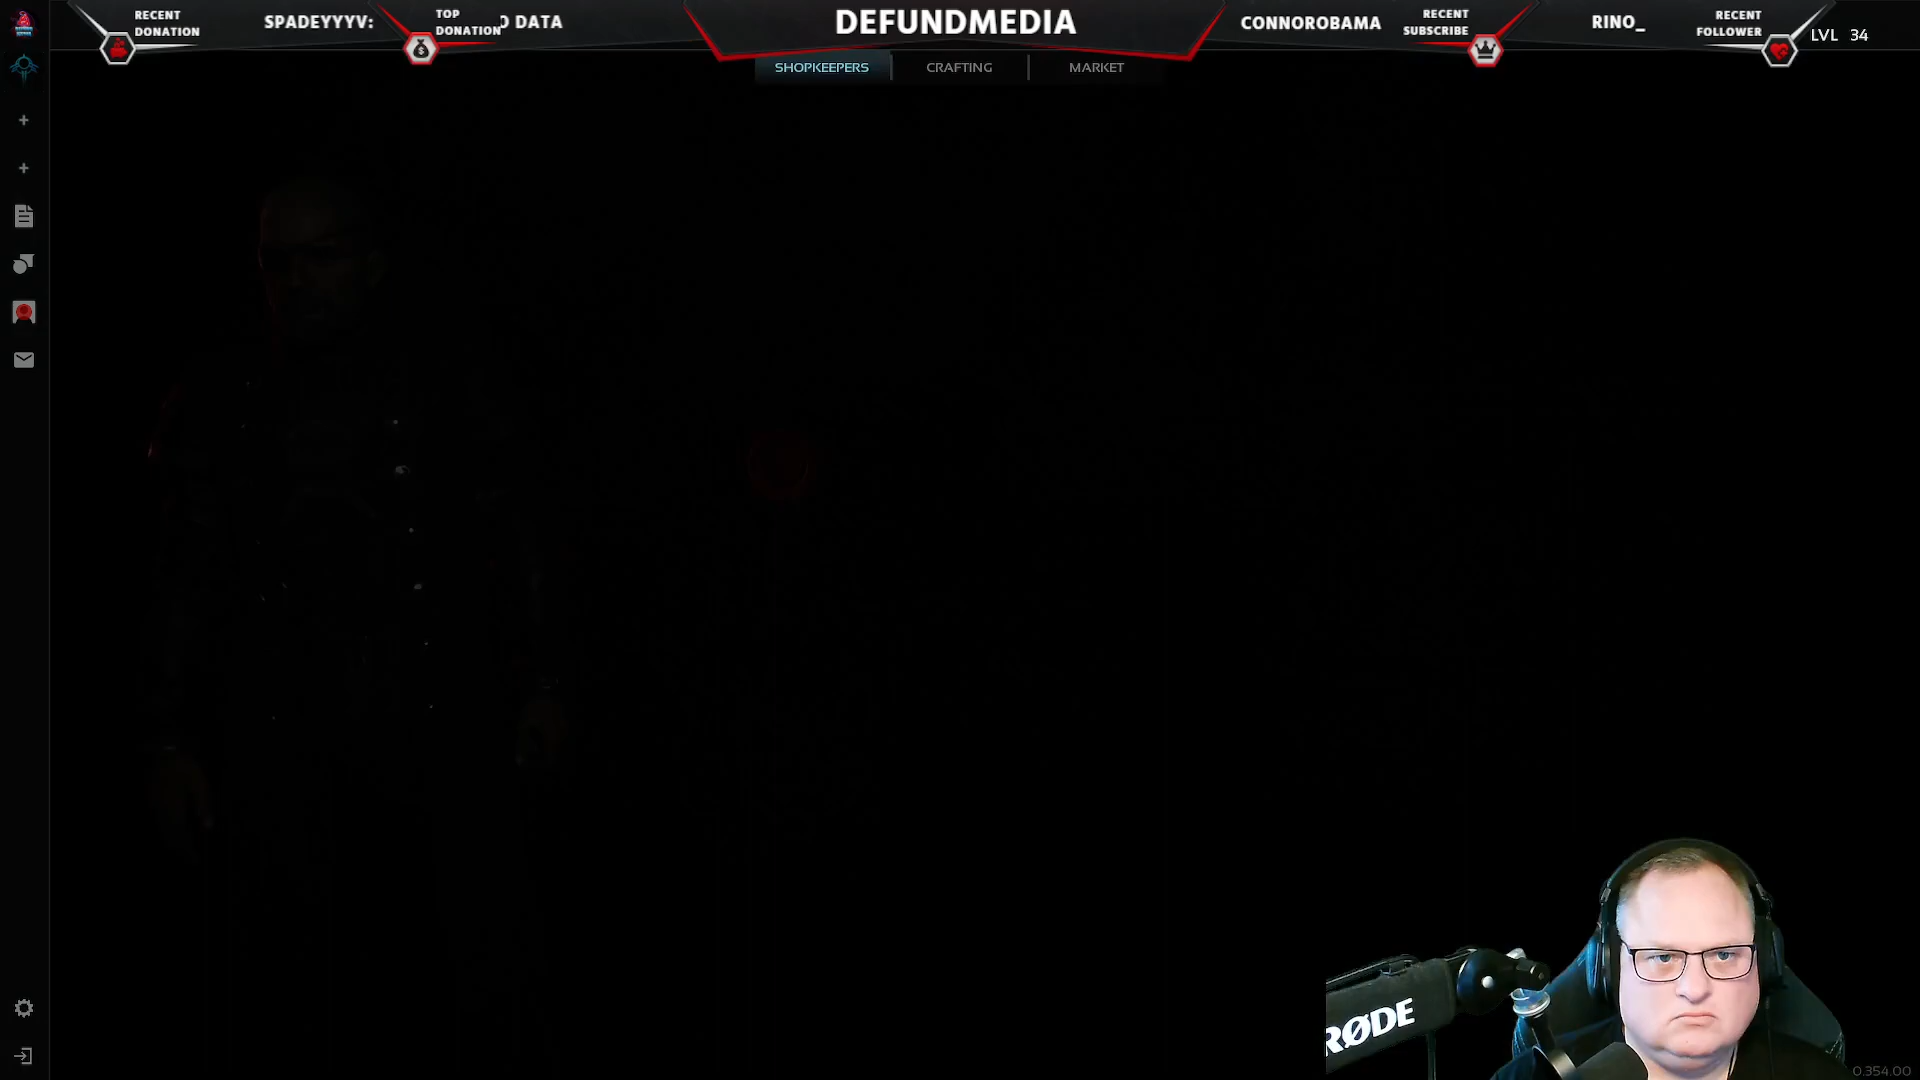 RECENT
DONATION
SPADEYYYV:
TOP
DONATION
O DATA
DEFUNDMEDIA
CONNOROBAMA
RECENT
SUBSCRIBE
RINO_
RECENT
FOLLOWER
LVL 34
SHOPKEEPERS
CRAFTING
MARKET
RØDE
0.354.00